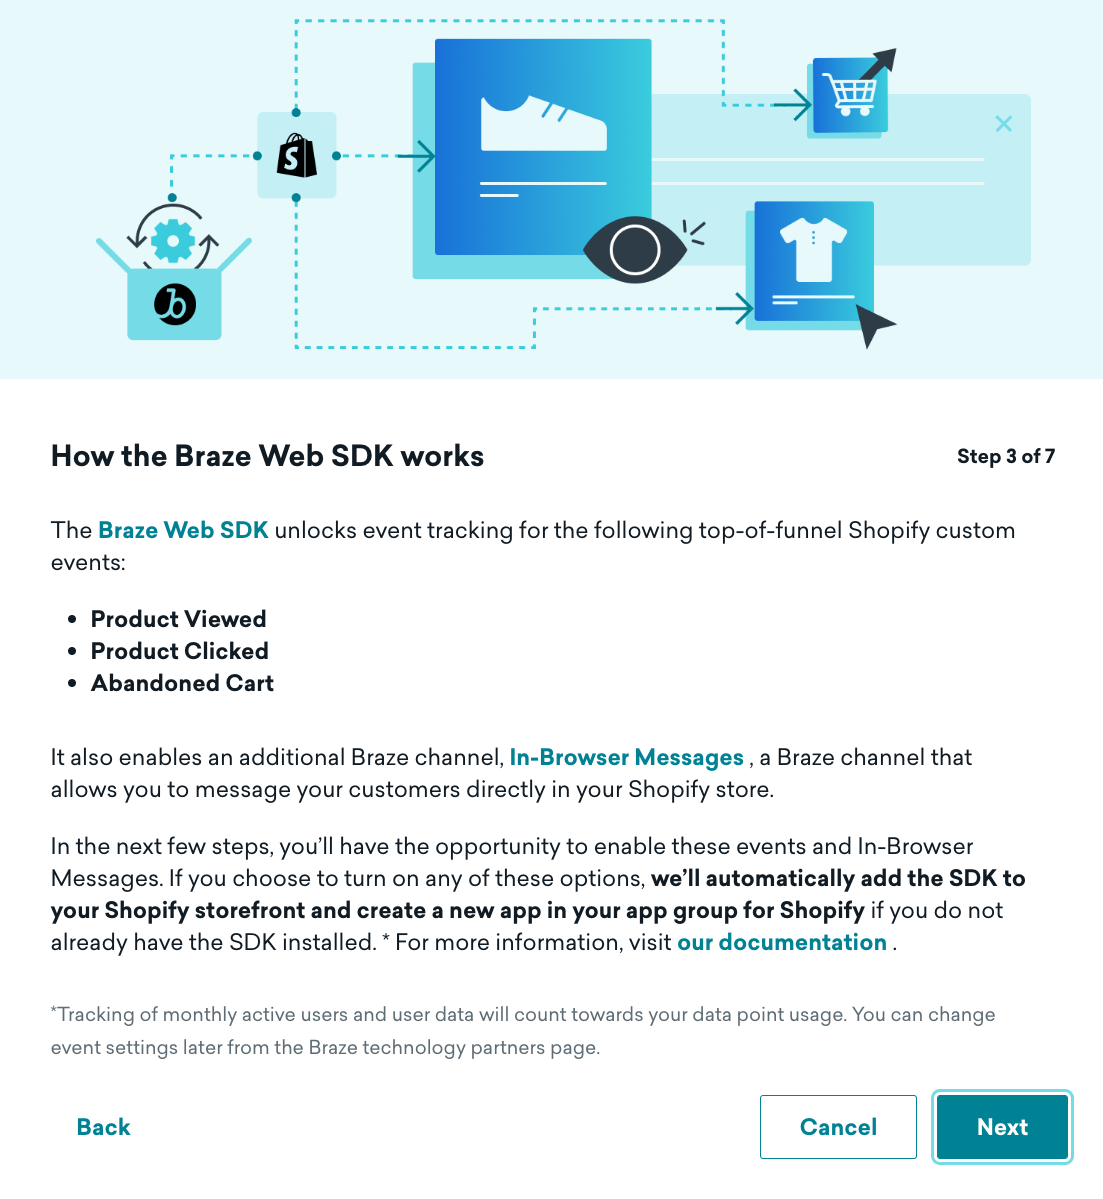 How the Braze Web SDK works
Step 3 of 7
The Braze Web SDK unlocks event tracking for the following top-of-funnel Shopify custom
events:
• Product Viewed
• Product Clicked
• Abandoned Cart
It also enables an additional Braze channel, In-Browser Messages , a Braze channel that
allows you to message your customers directly in your Shopify store.
In the next few steps, you’ll have the opportunity to enable these events and In-Browser
Messages. If you choose to turn on any of these options, we’ll automatically add the SDK to
your Shopify storefront and create a new app in your app group for Shopify if you do not
already have the SDK installed. * For more information, visit our documentation .
*Tracking of monthly active users and user data will count towards your data point usage. You can change
event settings later from the Braze technology partners page.
Back
Cancel
Next